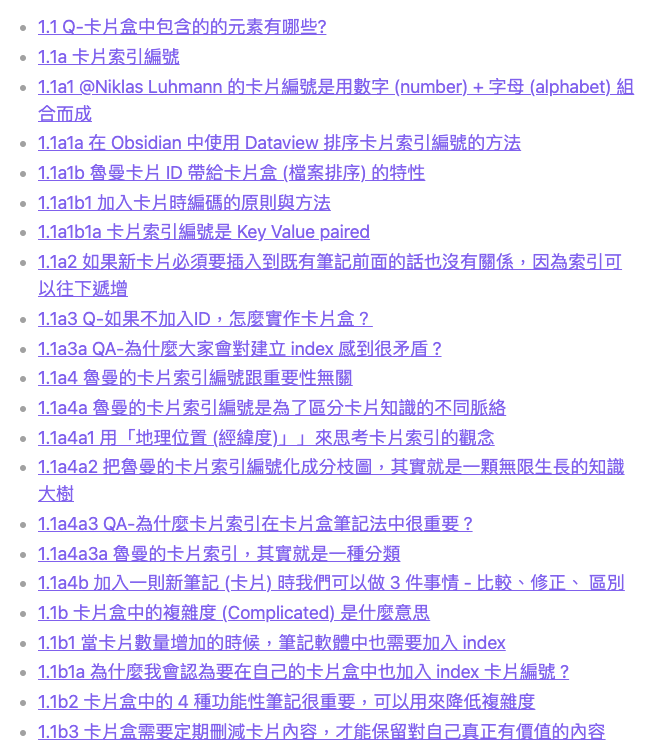 1.1 Q-卡片盒中包含的的元素有哪些?
1.1a 卡片索引編號
1.1a1 @Niklas Luhmann 的卡片編號是用數字 (number) + 字母 (alphabet) 組
合而成
1.1a1a 在 Obsidian 中使用 Dataview 排序卡片索引編號的方法
1.1a1b 魯曼卡片 ID 帶給卡片盒 (檔案排序) 的特性
1.1a1b1 加入卡片時編碼的原則與方法
1.1a1b1a 卡片索引編號是 Key Value paired
1.1a2 如果新卡片必須要插入到既有筆記前面的話也沒有關係，因為索引可
以往下遞增
1.1a3 Q-如果不加入ID，怎麼實作卡片盒？
1.1a3a QA-為什麼大家會對建立 index 感到很矛盾？
1.1a4 魯曼的卡片索引編號跟重要性無關
1.1a4a 魯曼的卡片索引編號是為了區分卡片知識的不同脈絡
1.1a4a1 用「地理位置 (經緯度)」」來思考卡片索引的觀念
1.1a4a2 把魯曼的卡片索引編號化成分枝圖，其實就是一顆無限生長的知識
大樹
1.1a4a3 QA-為什麼卡片索引在卡片盒筆記法中很重要？
1.1a4a3a 魯曼的卡片索引，其實就是一種分類
1.1a4b 加入一則新筆記 (卡片) 時我們可以做 3 件事情 - 比較、修正、 區別
1.1b 卡片盒中的複雜度 (Complicated) 是什麼意思
1.1b1 當卡片數量增加的時候，筆記軟體中也需要加入 index
1.1b1a 為什麼我會認為要在自己的卡片盒中也加入 index 卡片編號？
1.1b2 卡片盒中的 4 種功能性筆記很重要，可以用來降低複雜度
1.1b3 卡片盒需要定期刪減卡片內容，才能保留對自己真正有價值的內容